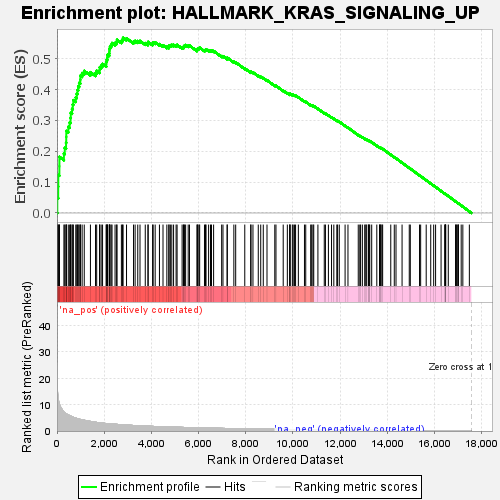 Enrichment plot: HALLMARK_KRAS_SIGNALING_UP
Enrichment score (ES)
0.5
0.4
0.3
0.2
0.1
0.0
'na_pos' (positively correlated)
Ranked list metric (PreRanked)
40
30
20
10
0
Zero cross at 1
'na_neg' (negatively correlated)
0 2,000 4,000 6,000 8,000 10,000 12,000 14,000 16,000 18,000
Rank in Ordered Dataset
Enrichment profile Hits Ranking metric scores